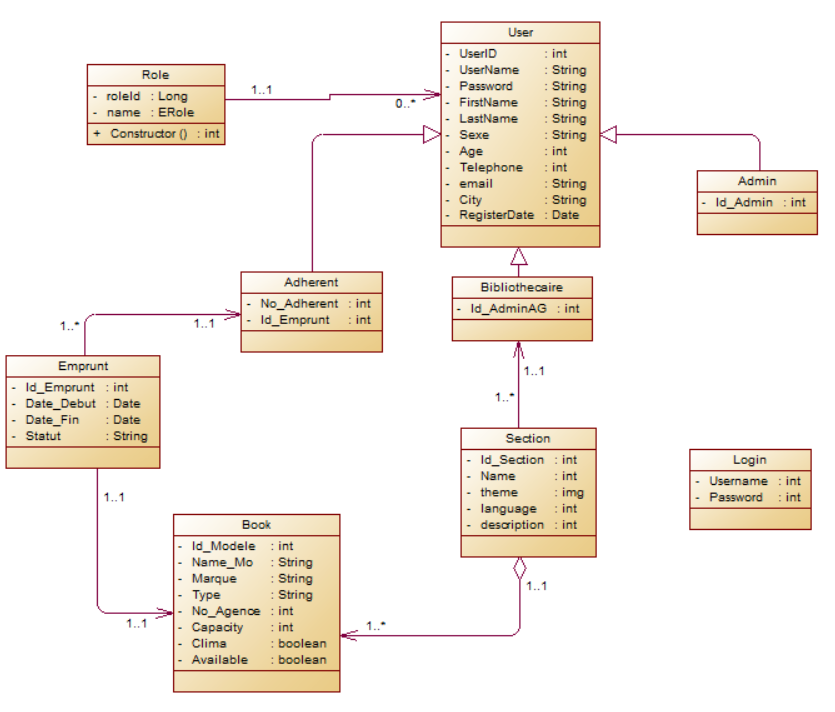 User
- UserID : int
- UserName : String
- Password : String
- FirstName : String
- LastName : String
- Sexe : String
- Age : int
- Telephone : int
- email : String
- City : String
- RegisterDate : Date
Role
- roleId : Long
- name : ERole
+ Constructor () : int
1..1
0..*
Admin
- Id_Admin : int
Adherent
- No_Adherent : int
- Id_Emprunt : int
Bibliothecaire
- Id_AdminAG : int
1..*
1..1
Emprunt
- Id_Emprunt : int
- Date_Debut : Date
- Date_Fin : Date
- Statut : String
1..1
1..*
Section
- Id_Section : int
- Name : int
- theme : img
- language : int
- description : int
Login
- Username : int
- Password : int
1..1
1..1
Book
- Id_Modele : int
- Name_Mo : String
- Marque : String
- Type : String
- No_Agence : int
- Capacity : int
- Clima : boolean
- Available : boolean
1..1
1..*